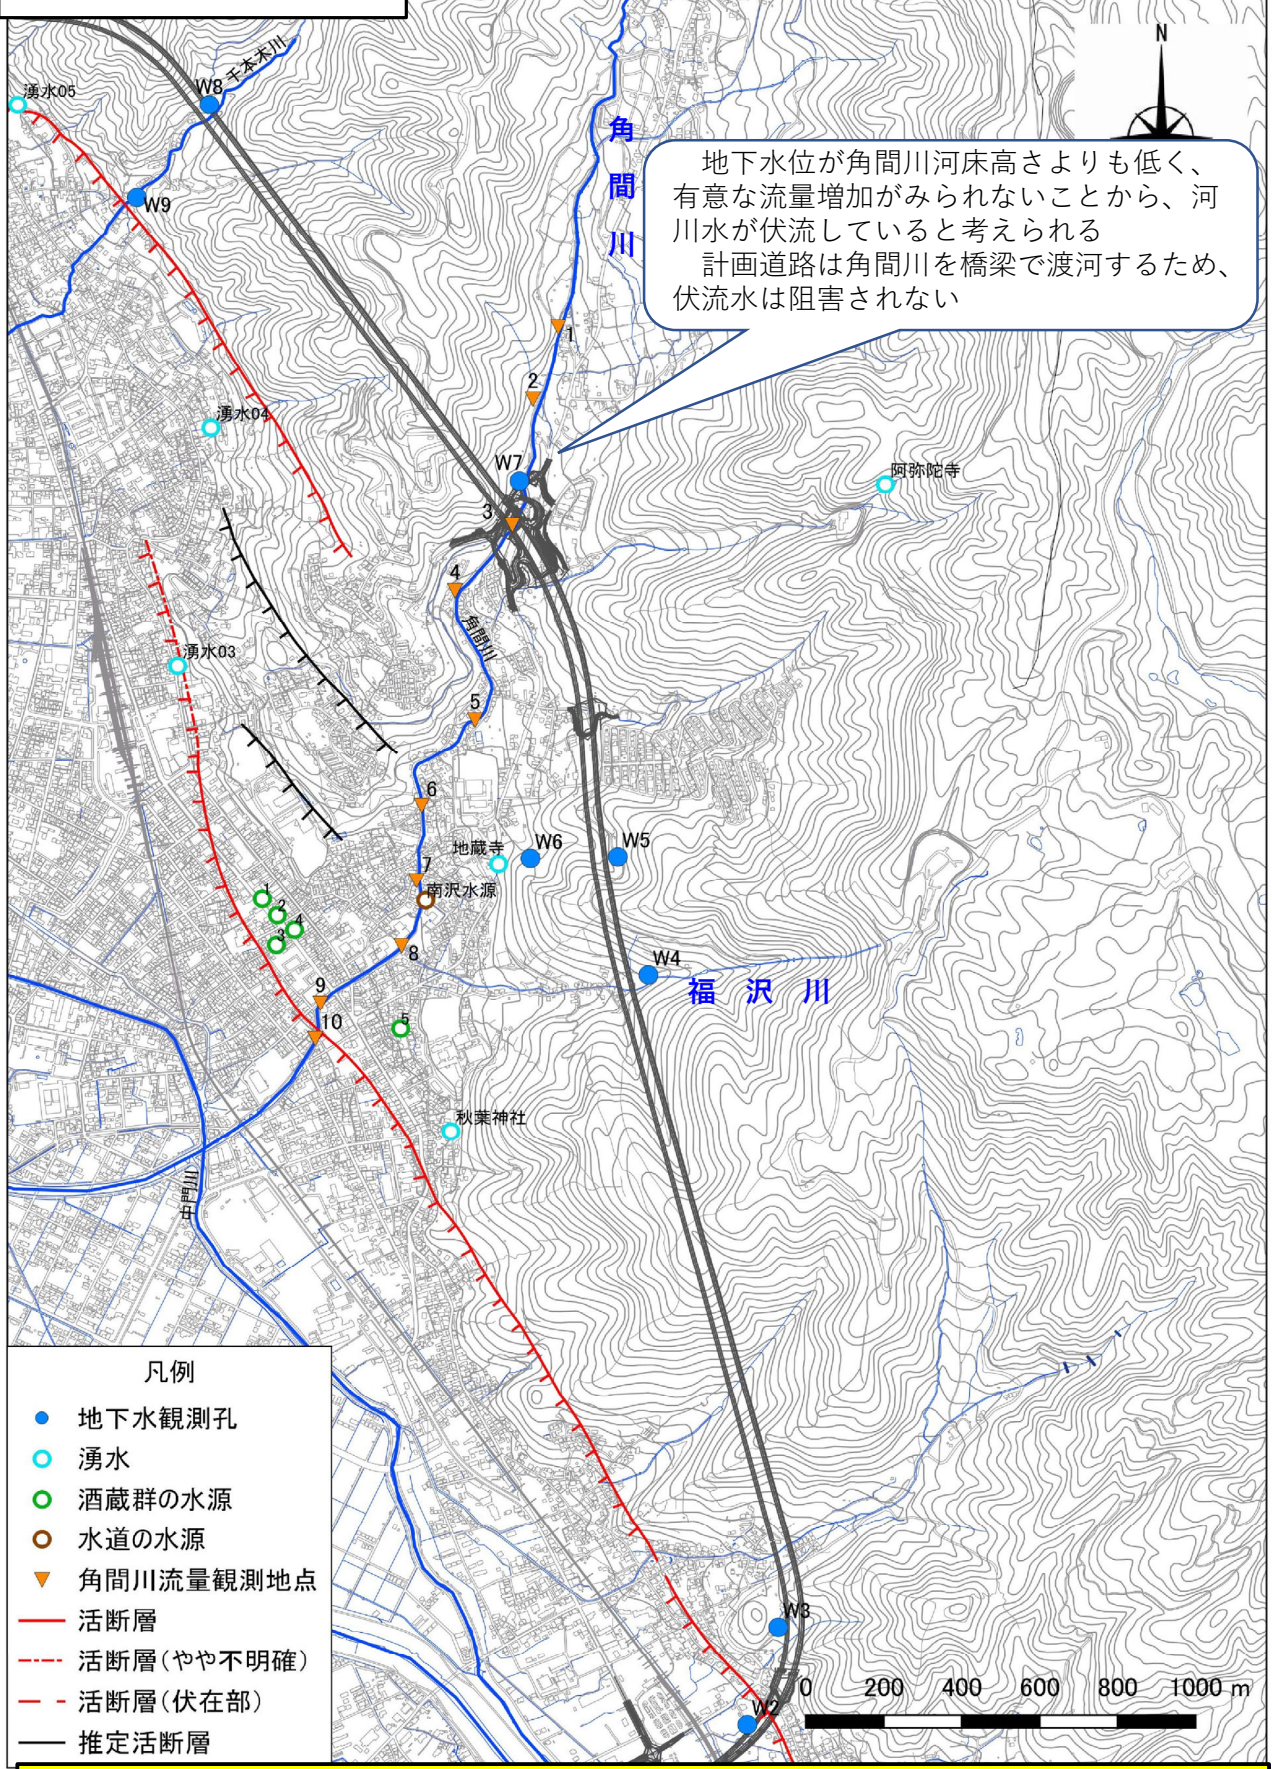 N
湧水05
W8
千本木川
W9
角間川
地下水位が角間川河床高さよりも低く、
有意な流量増加がみられないことから、河
川水が伏流していると考えられる
計画道路は角間川を橋梁で渡河するため、
伏流水は阻害されない
1
2
湧水04
W7
3
阿弥陀寺
4
角間川
湧水03
5
6
地蔵寺
W6
W5
7
南沢水源
1
2
4
3
8
W4
福沢川
9
10
5
秋葉神社
中門川
凡例
地下水観測孔
湧水
酒蔵群の水源
水道の水源
角間川流量観測地点
活断層
活断層(やや不明確)
活断層(伏在部)
推定活断層
W3
W2
0 200 400 600 800 1000 m